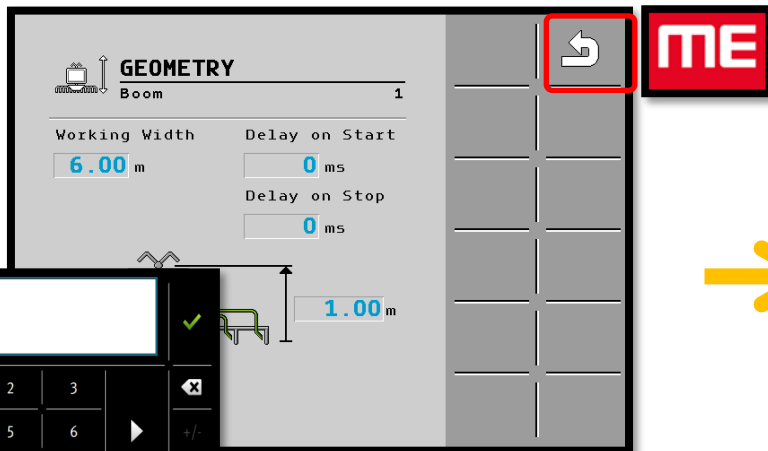 GEOMETRY
Boom 1
Working Width Delay on Start
6.00 m 0 ms
Delay on Stop
0 ms
1.00 m
2 3
5 6 +/-
ME